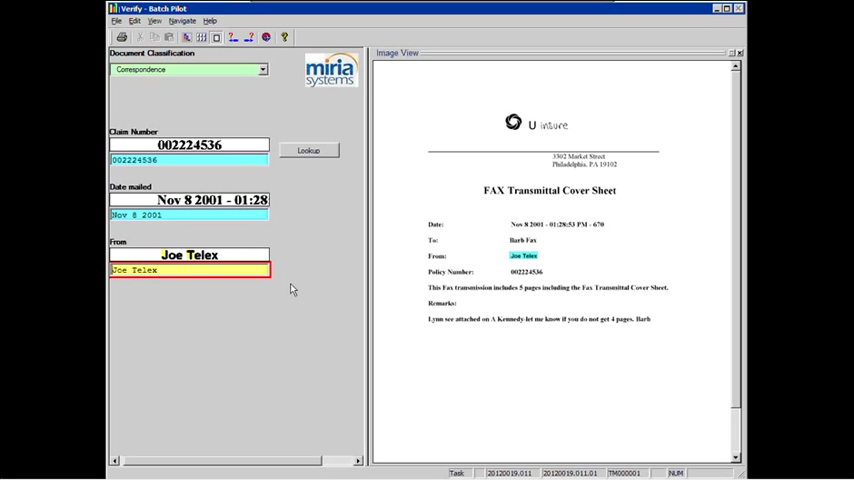 Verify - Batch Pilot
File Edit View Navigate Help
Document Classification
Correspondence
miria
systems
Claim Number
002224536
Lookup
002224536
Date mailed
Nov 8 2001 - 01:28
Nov 8 2001
From
Joe Telex
Joe Telex
Image View
U insure
3302 Market Street
Philadelphia, PA 19102
FAX Transmittal Cover Sheet
Date: Nov 8 2001 - 01:28:53 PM - 670
To: Barb Fax
From: Joe Telex
Policy Number: 002224536
This Fax transmission includes 5 pages including the Fax Transmittal Cover Sheet.
Remarks:
Lynn see attached on A Kennedy-let me know if you do not get 4 pages. Barb
Task 20120019.011 20120019.011.01 TM000001 NUM